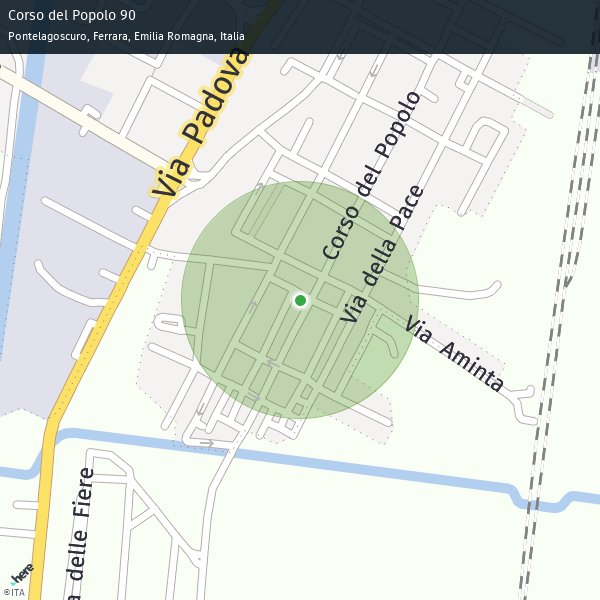 Corso del Popolo 90
Pontelagoscuro, Ferrara, Emilia Romagna, Italia
Via Padova
Corso del Popolo
Via della Pace
Via Aminta
a delle Fiere
here
©ITA